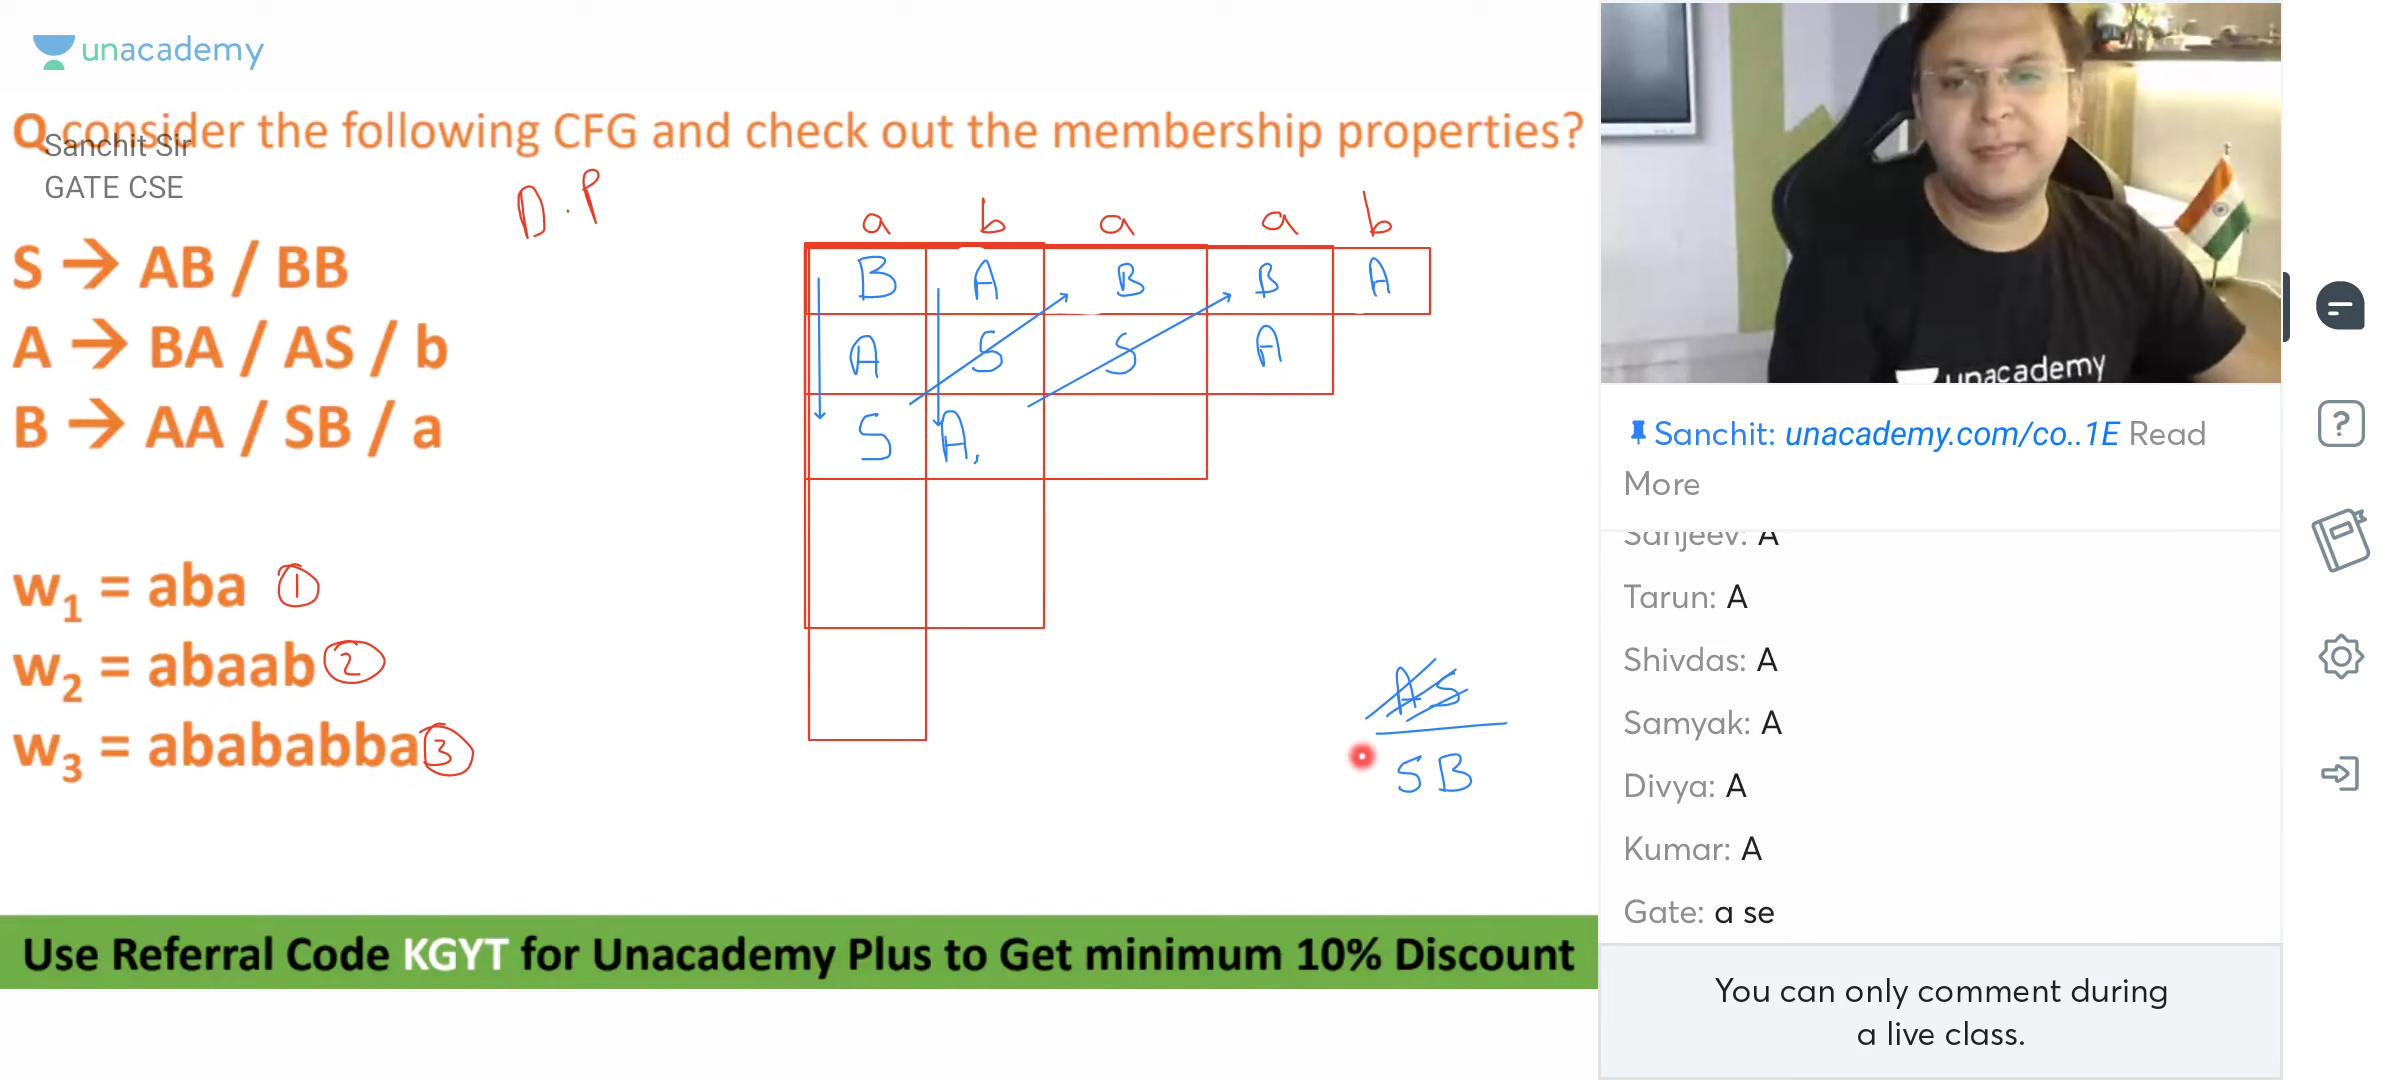 unacademy
Q consider the following CFG and check out the membership properties?
Sanchit Sir
GATE CSE
D.P
S → AB / BB
A → BA / AS / b
B → AA / SB / a
w1 = aba 1
w2 = abaab 2
w3 = abababba 3
a b a a b
B A B B A
A S S A
S A,
AS
SB
Use Referral Code KGYT for Unacademy Plus to Get minimum 10% Discount
unacademy
Sanchit: unacademy.com/co..1E Read
More
Sanjeev: A
Tarun: A
Shivdas: A
Samyak: A
Divya: A
Kumar: A
Gate: a se
You can only comment during
a live class.
?